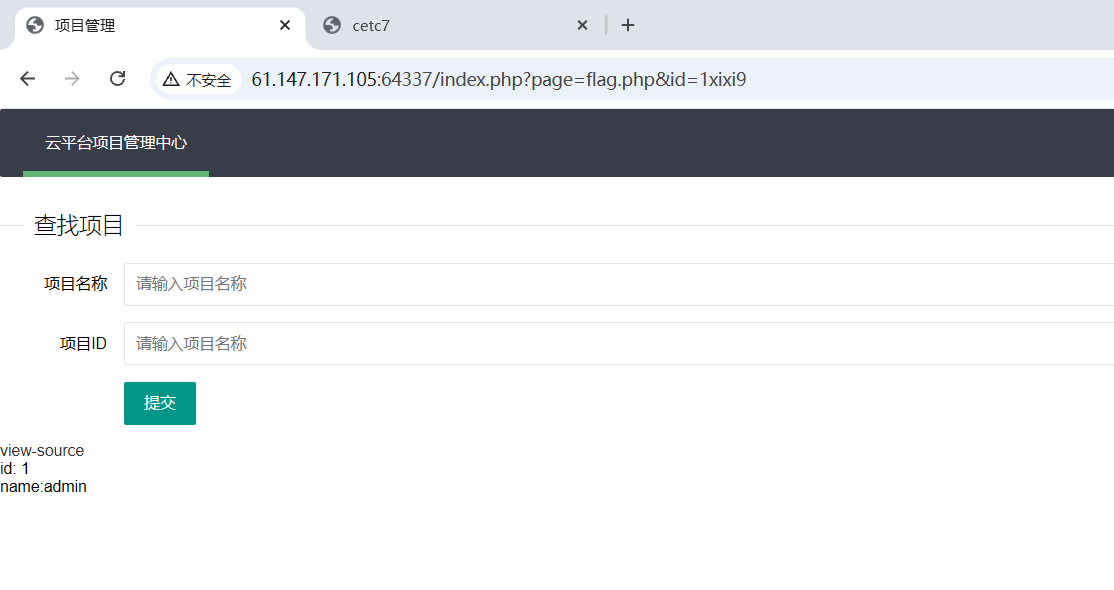 项目管理
cetc7
不安全 61.147.171.105:64337/index.php?page=flag.php&id=1xixi9
云平台项目管理中心
查找项目
项目名称 请输入项目名称
项目ID 请输入项目名称
提交
view-source
id: 1
name:admin